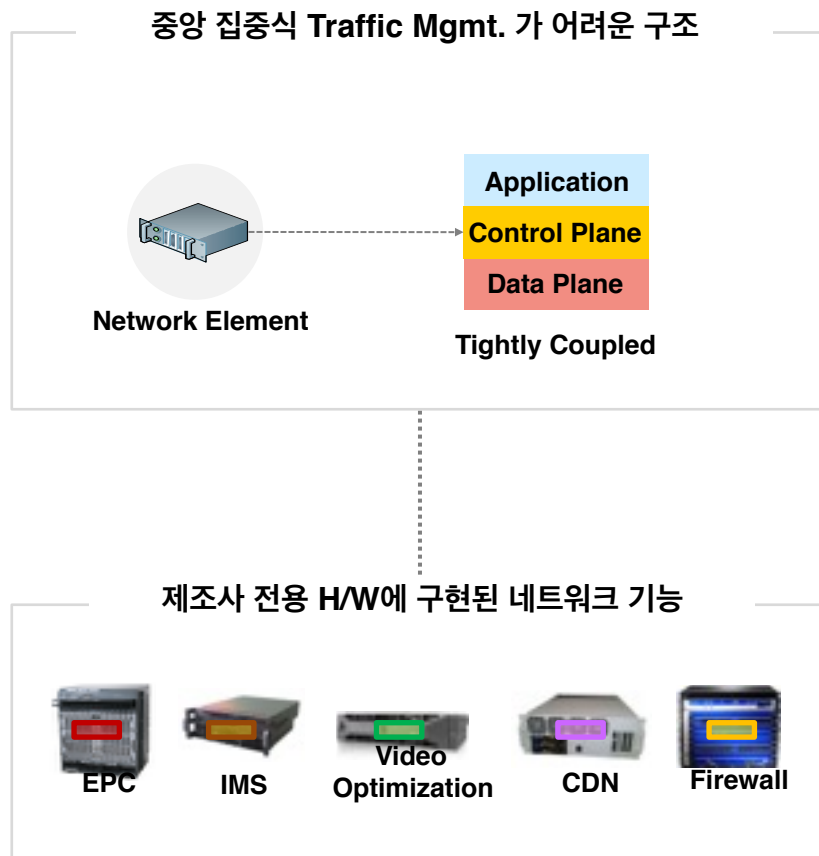 중앙 집중식 Traffic Mgmt. 가 어려운 구조
Application
Control Plane
Data Plane
Network Element
Tightly Coupled
제조사 전용 H/W에 구현된 네트워크 기능
EPC
IMS
Video
Optimization
CDN
Firewall